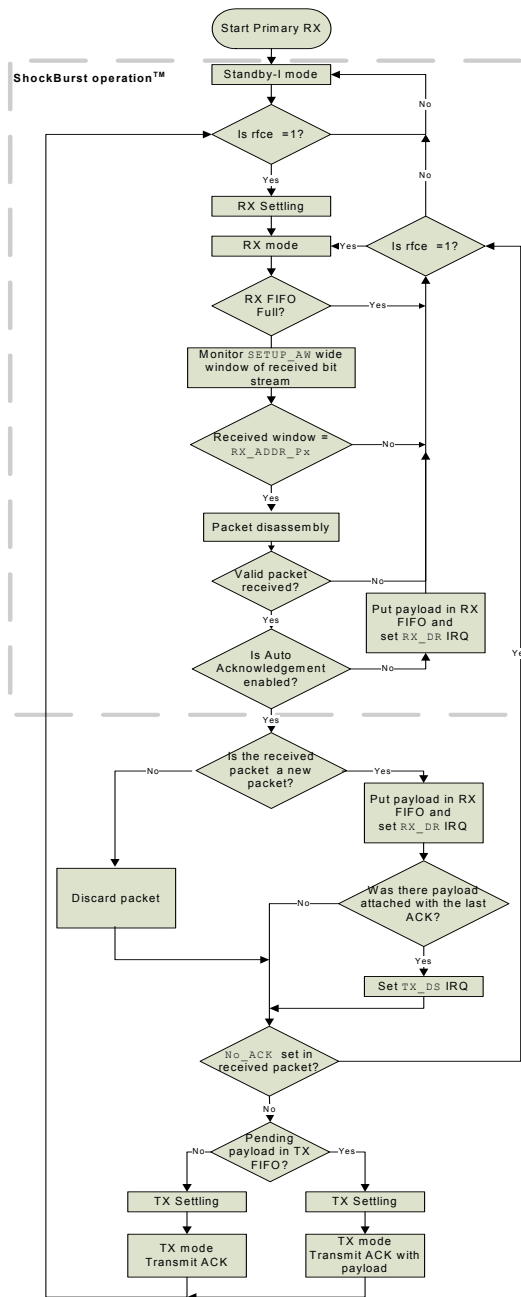 Start Primary RX
ShockBurst operation™
Standby-I mode
No
Is rfce =1?
Yes
No
RX Settling
RX mode
Yes
Is rfce =1?
RX FIFO
Full?
Yes
Monitor SETUP_AW wide
window of received bit
stream
Received window =
RX_ADDR_Px
No
Yes
Packet disassembly
Valid packet
received?
No
Put payload in RX
FIFO and
set RX_DR IRQ
Yes
Is Auto
Acknowledgement
enabled?
No
Yes
Yes
Is the received
packet a new
packet?
No
Yes
Put payload in RX
FIFO and
set RX_DR IRQ
Discard packet
Was there payload
attached with the last
ACK?
No
Yes
Set TX_DS IRQ
No_ACK set in
received packet?
No
Pending
payload in TX
FIFO?
No
Yes
TX Settling
TX Settling
TX mode
Transmit ACK
TX mode
Transmit ACK with
payload